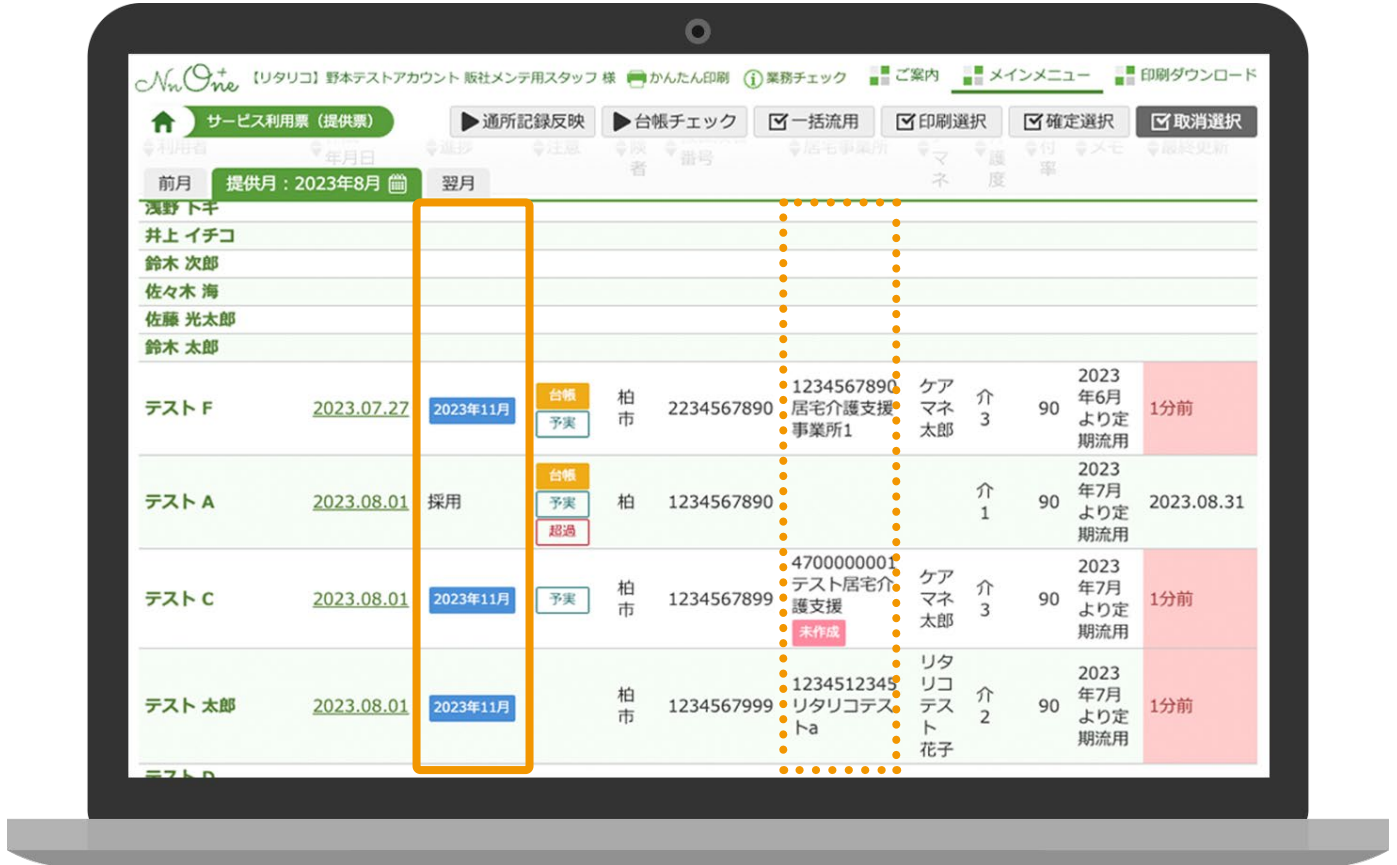 NnOne+ 【リタリコ】野本テストアカウント 販社メンテ用スタッフ 様 かんたん印刷 業務チェック ご案内 メインメニュー 印刷ダウンロード
サービス利用票（提供票） ▶通所記録反映 ▶台帳チェック 一括流用 印刷選択 確定選択 取消選択
利用者 年月日 進捗 注意 険者 番号 居宅事業所 マネ 護度 付率 メモ 最終更新
前月 提供月：2023年8月 翌月
浅野 トキ
井上 イチコ
鈴木 次郎
佐々木 海
佐藤 光太郎
鈴木 太郎
テスト F 2023.07.27 2023年11月 台帳 予実 柏市 2234567890 1234567890 居宅介護支援事業所1 ケアマネ太郎 介3 90 2023年6月より定期流用 1分前
テスト A 2023.08.01 採用 台帳 予実 超過 柏 1234567890 介1 90 2023年7月より定期流用 2023.08.31
テスト C 2023.08.01 2023年11月 予実 柏市 1234567899 4700000001 テスト居宅介護支援 未作成 ケアマネ太郎 介3 90 2023年7月より定期流用 1分前
テスト 太郎 2023.08.01 2023年11月 柏市 1234567999 1234512345 リタリコテストa リタリコテスト花子 介2 90 2023年7月より定期流用 1分前
テスト D